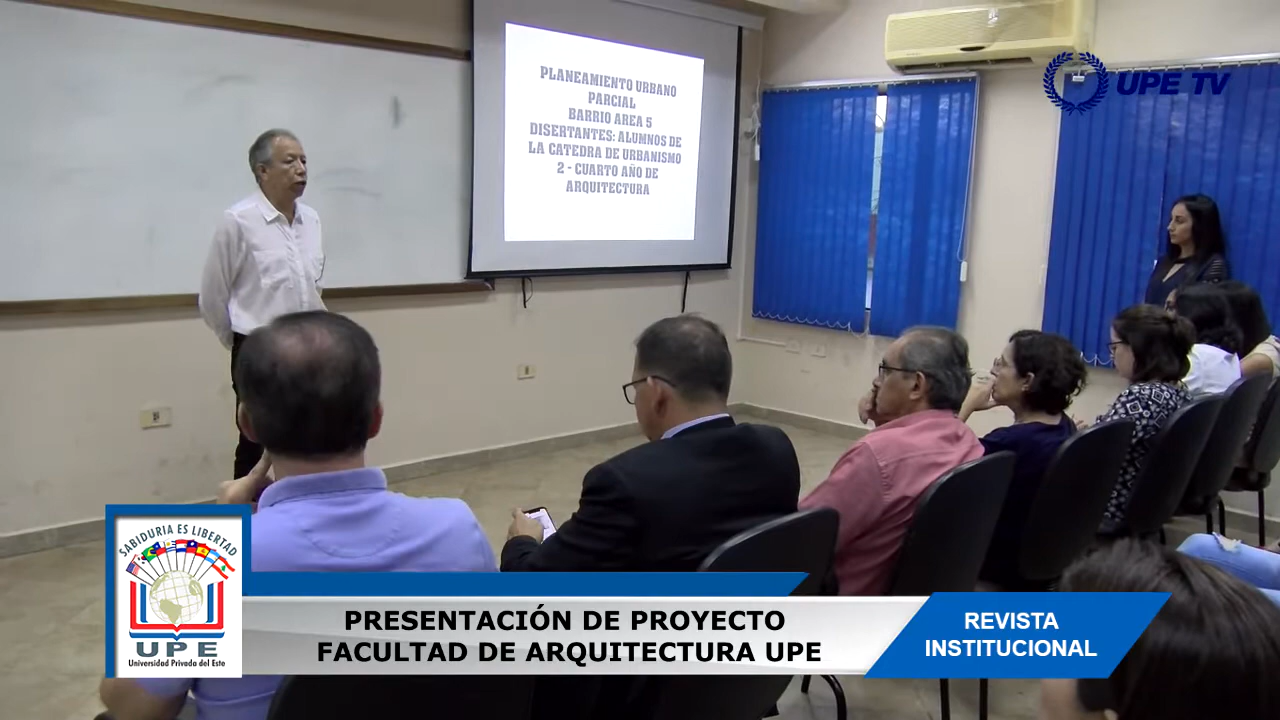 PLANEAMIENTO URBANO
PARCIAL
BARRIO AREA 5
DISERTANTES: ALUMNOS DE
LA CATEDRA DE URBANISMO
2 - CUARTO AÑO DE
ARQUITECTURA
UPE TV
SABIDURIA ES LIBERTAD
UPE
Universidad Privada del Este
PRESENTACIÓN DE PROYECTO
FACULTAD DE ARQUITECTURA UPE
REVISTA
INSTITUCIONAL